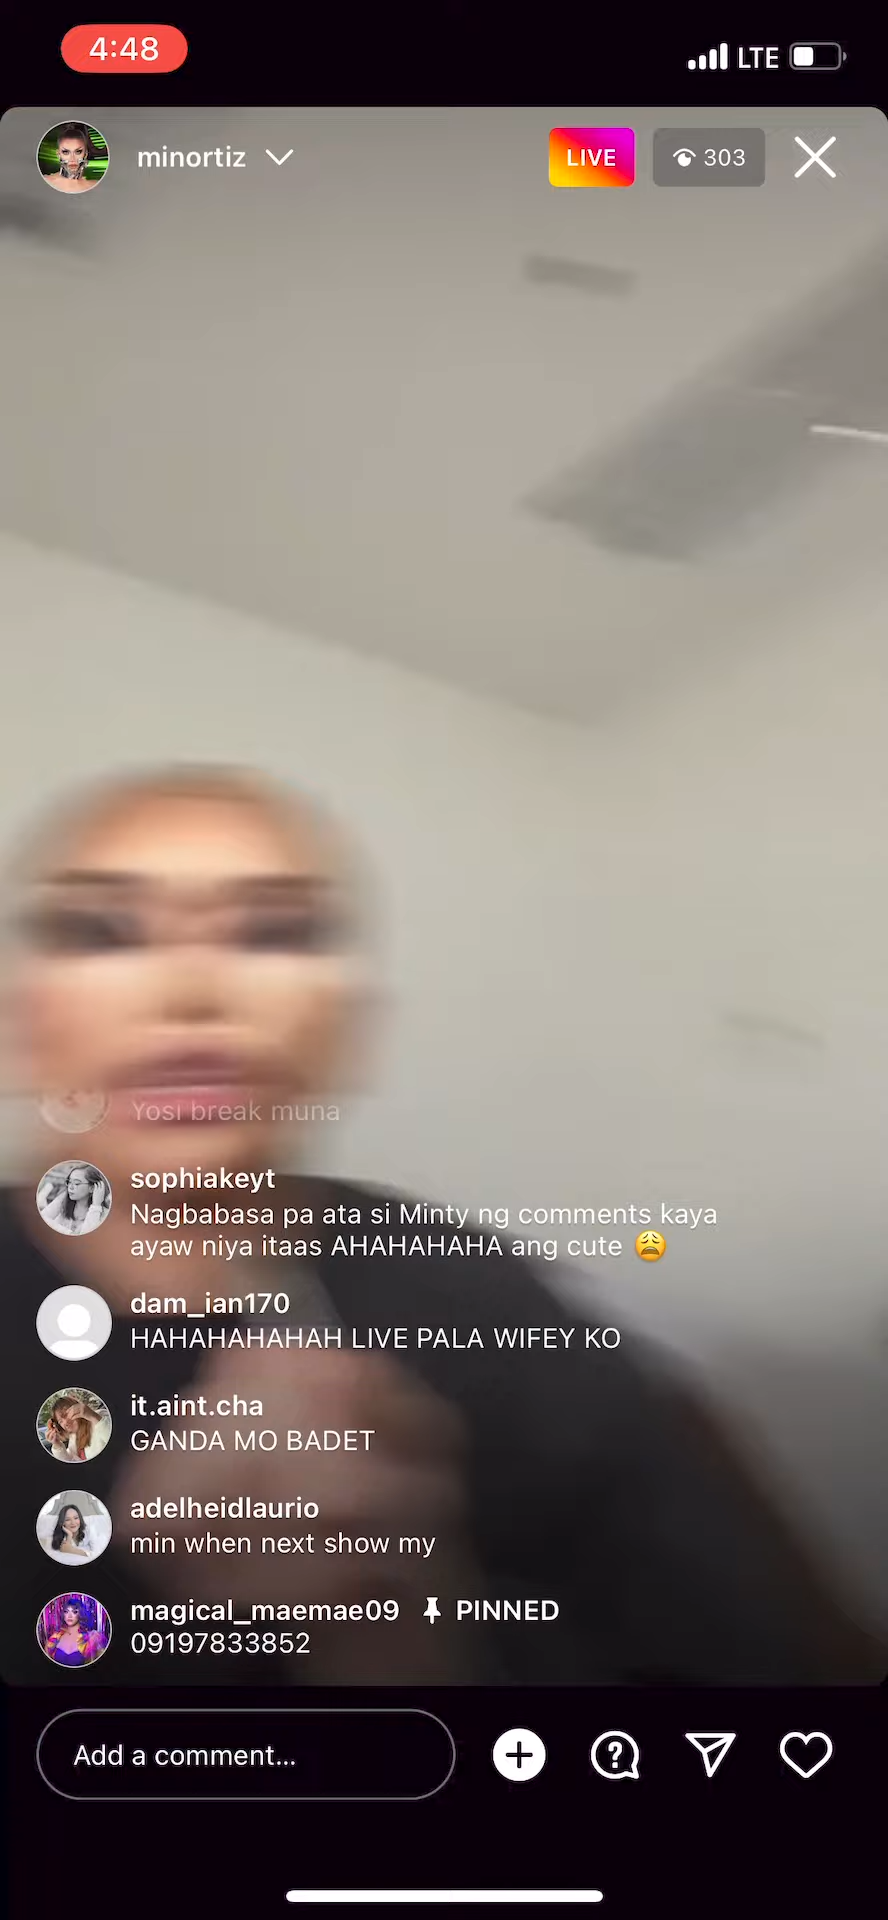 4:48
LTE
minortiz
LIVE
303
Yosi break muna
sophiakeyt
Nagbabasa pa ata si Minty ng comments kaya
ayaw niya itaas AHAHAHAHA ang cute 😩
dam_ian170
HAHAHAHAHAH LIVE PALA WIFEY KO
it.aint.cha
GANDA MO BADET
adelheidlaurio
min when next show my
magical_maemae09 PINNED
09197833852
Add a comment...